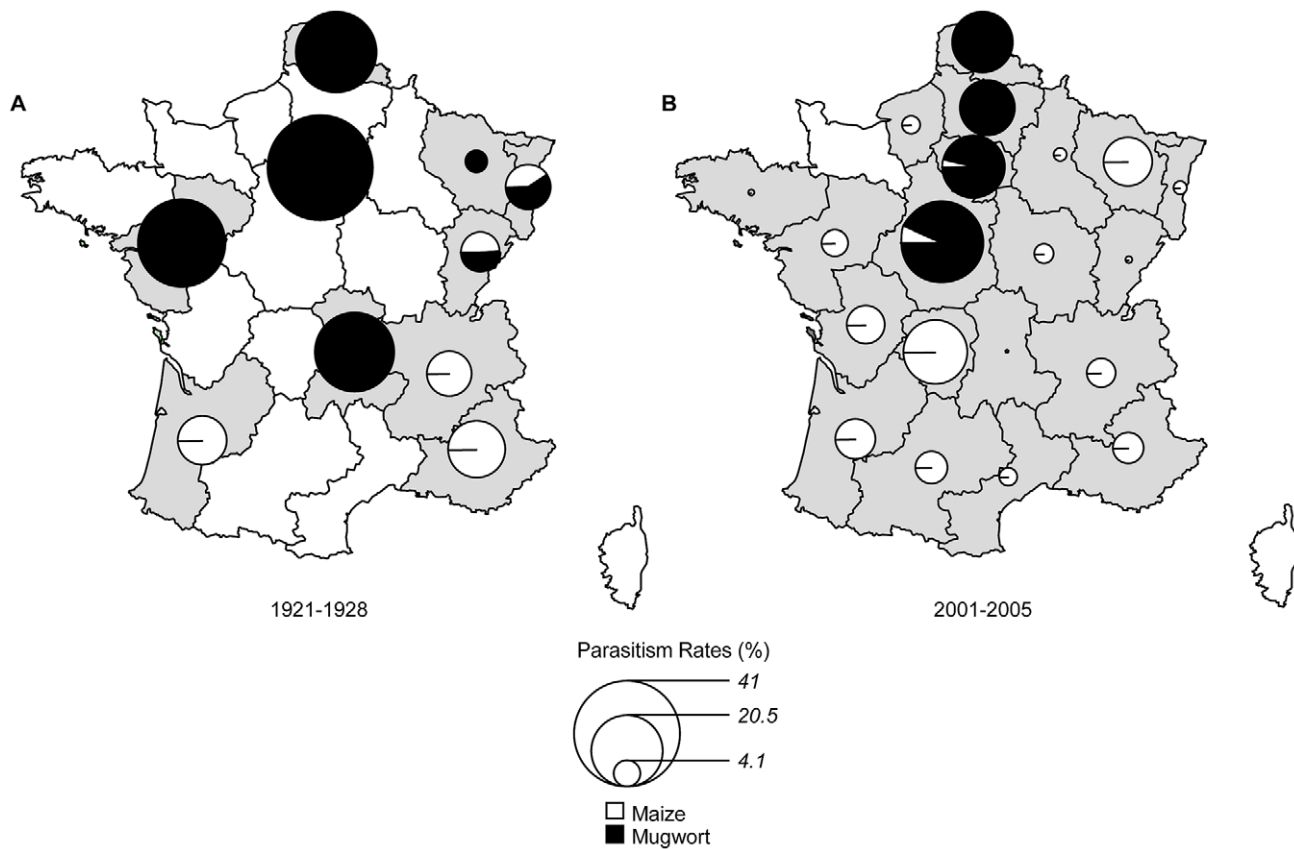 A
B
1921-1928
2001-2005
Parasitism Rates (%)
41
20.5
4.1
Maize
Mugwort